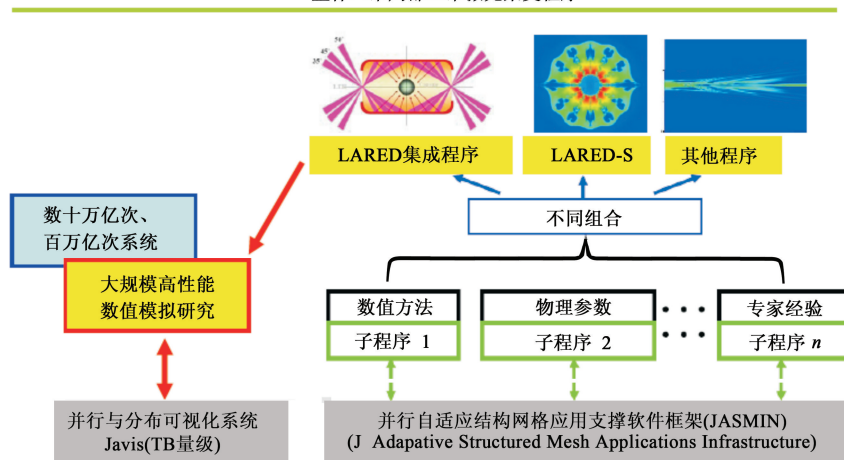 LARED集成程序
LARED-S
其他程序
不同组合
数十万亿次、
百万亿次系统
大规模高性能
数值模拟研究
数值方法
物理参数
专家经验
子程序 1
子程序 2
子程序 n
并行与分布可视化系统
Javis(TB量级)
并行自适应结构网格应用支撑软件框架(JASMIN)
(J Adapative Structured Mesh Applications Infrastructure)